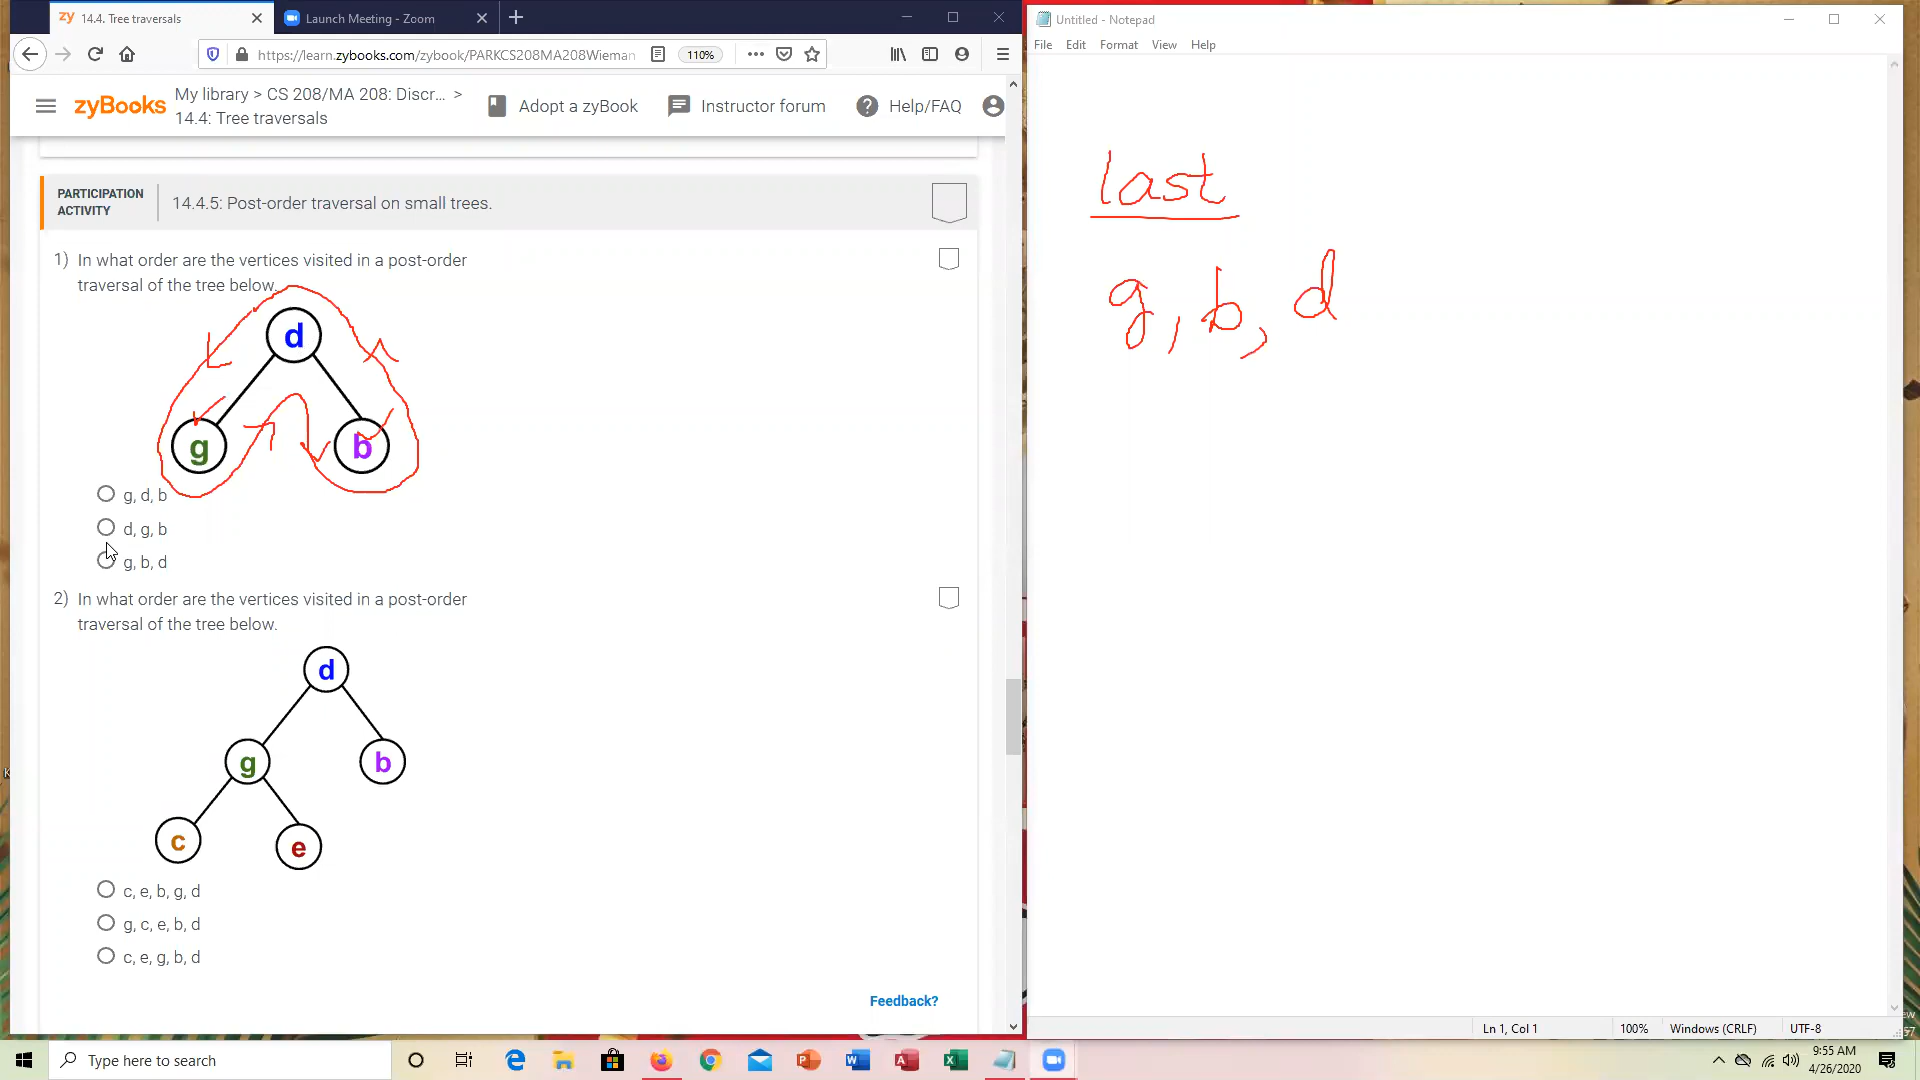 14.4. Tree traversals
Launch Meeting - Zoom
https://learn.zybooks.com/zybook/PARKCS208MA208Wieman
110%
zyBooks
My library > CS 208/MA 208: Discr... >
14.4: Tree traversals
Adopt a zyBook
Instructor forum
Help/FAQ
PARTICIPATION
ACTIVITY
14.4.5: Post-order traversal on small trees.
1) In what order are the vertices visited in a post-order
traversal of the tree below.
d
g
b
g, d, b
d, g, b
g, b, d
2) In what order are the vertices visited in a post-order
traversal of the tree below.
d
g
b
c
e
c, e, b, g, d
g, c, e, b, d
c, e, g, b, d
Feedback?
Untitled - Notepad
File Edit Format View Help
last
g, b, d
Ln 1, Col 1
100%
Windows (CRLF)
UTF-8
Type here to search
9:55 AM
4/26/2020